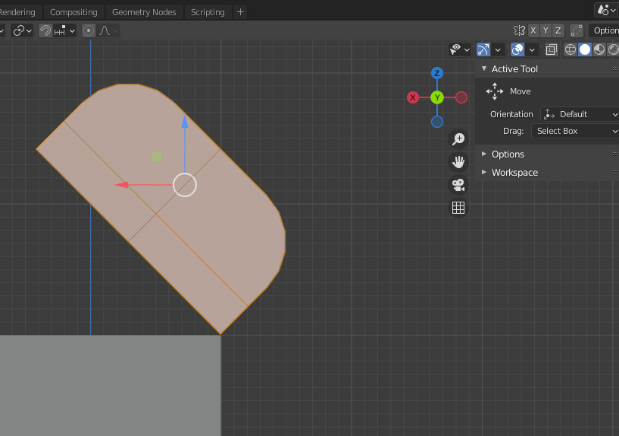 Rendering Compositing Geometry Nodes Scripting +
X Y Z Option
Active Tool
Move
Orientation Default
Drag: Select Box
Options
Workspace
Z
X Y